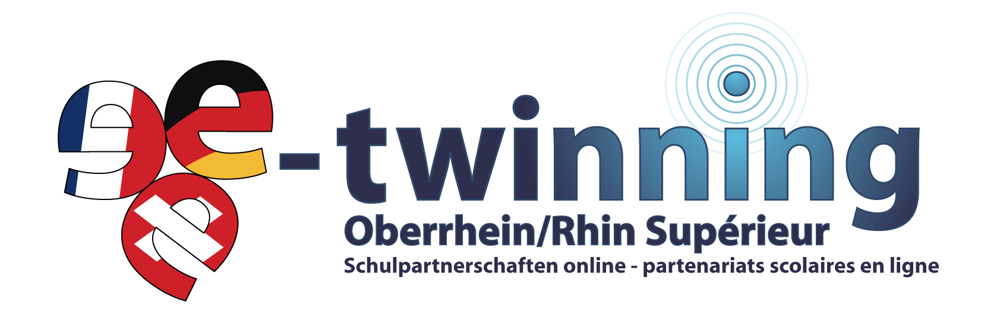 e-twinning
Oberrhein/Rhin Supérieur
Schulpartnerschaften online - partenariats scolaires en ligne